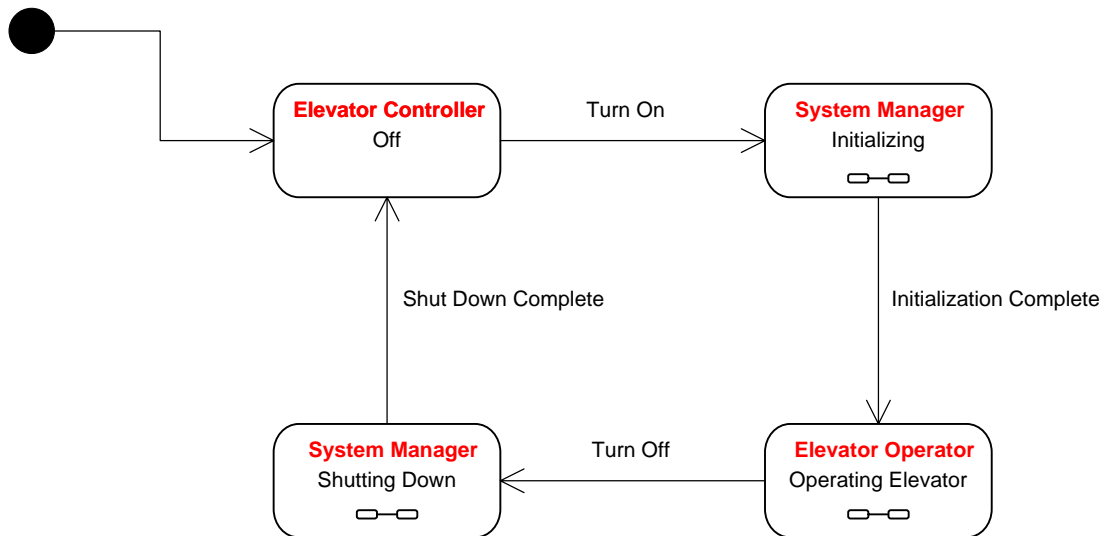 Elevator Controller
Off
Turn On
System Manager
Initializing
Shut Down Complete
Initialization Complete
System Manager
Shutting Down
Turn Off
Elevator Operator
Operating Elevator